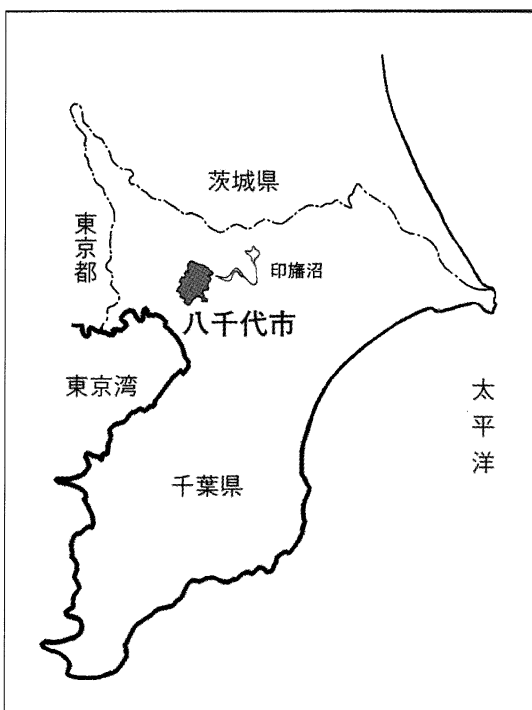 茨城県
東京都
印旛沼
八千代市
東京湾
太平洋
千葉県